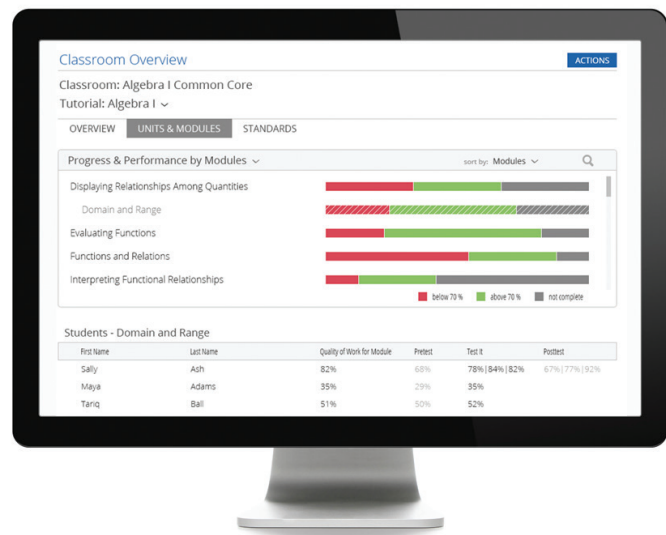 Classroom Overview
ACTIONS
Classroom: Algebra I Common Core
Tutorial: Algebra I
OVERVIEW UNITS & MODULES STANDARDS
Progress & Performance by Modules sort by: Modules
Displaying Relationships Among Quantities
Domain and Range
Evaluating Functions
Functions and Relations
Interpreting Functional Relationships
below 70 % above 70 % not complete
Students - Domain and Range
First Name Last Name Quality of Work for Module Pretest Test It Posttest
Sally Ash 82% 68% 78%|84%|82% 67%|77%|92%
Maya Adams 35% 29% 35%
Tariq Ball 51% 50% 52%